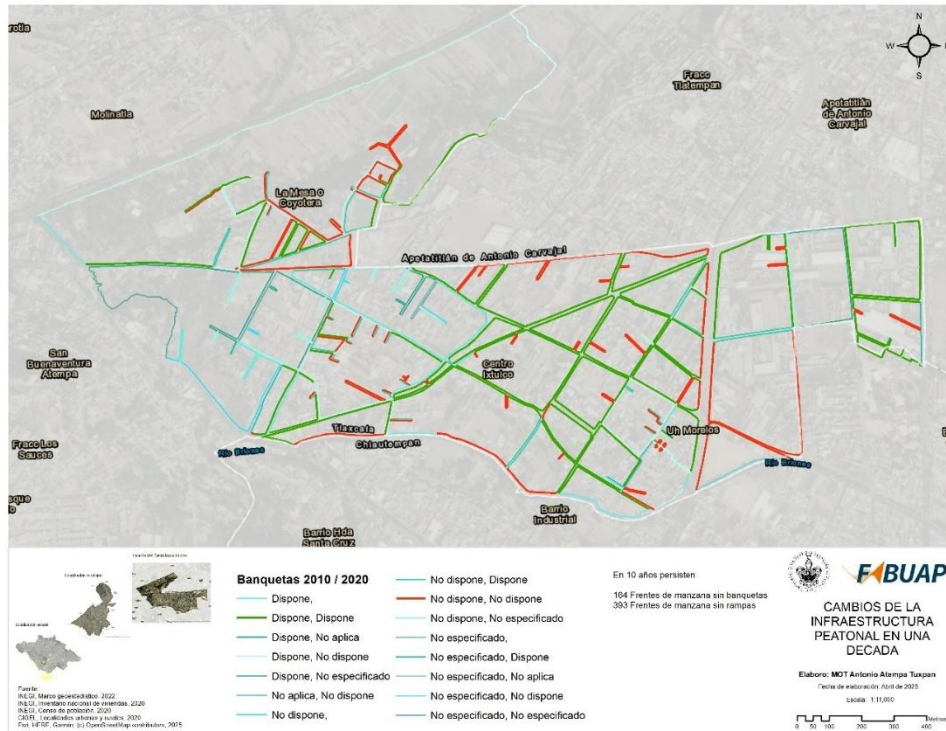 Fracc
Tlatempan
Molinatla
Apetatitlán
de Antonio
Carvajal
La Mesa o
Coyotera
Apetatitlán de Antonio Carvajal
San
Buenaventura
Atempa
Centro
Ixtulco
Tlaxcala
Chiautempan
Uh Morelos
Fracc Los
Sauces
Río
Río
Barrio
Industrial
Barrio Hda
Santa Cruz
N
W
S
Banquetas 2010 / 2020
Dispone,
Dispone, Dispone
Dispone, No aplica
Dispone, No dispone
Dispone, No especificado
No aplica, No dispone
No dispone,
No dispone, Dispone
No dispone, No dispone
No dispone, No especificado
No especificado,
No especificado, Dispone
No especificado, No aplica
No especificado, No dispone
No especificado, No especificado
En 10 años persisten
164 Frentes de manzana sin banquetas
393 Frentes de manzana sin rampas
FABUAP
CAMBIOS DE LA
INFRAESTRUCTURA
PEATONAL EN UNA
DECADA
Elaboro: MOT Antonio Atempa Tuxpan
Fecha de elaboración: Abril de 2025
Escala: 1:11,000
0 50 100 200 300 400
Metros
Fuente:
INEGI, Marco geoestadístico, 2022
INEGI, Inventario nacional de viviendas, 2020
INEGI, Censo de población, 2020
Esri, HERE, Garmin, (c) OpenStreetMap contributors, 2025